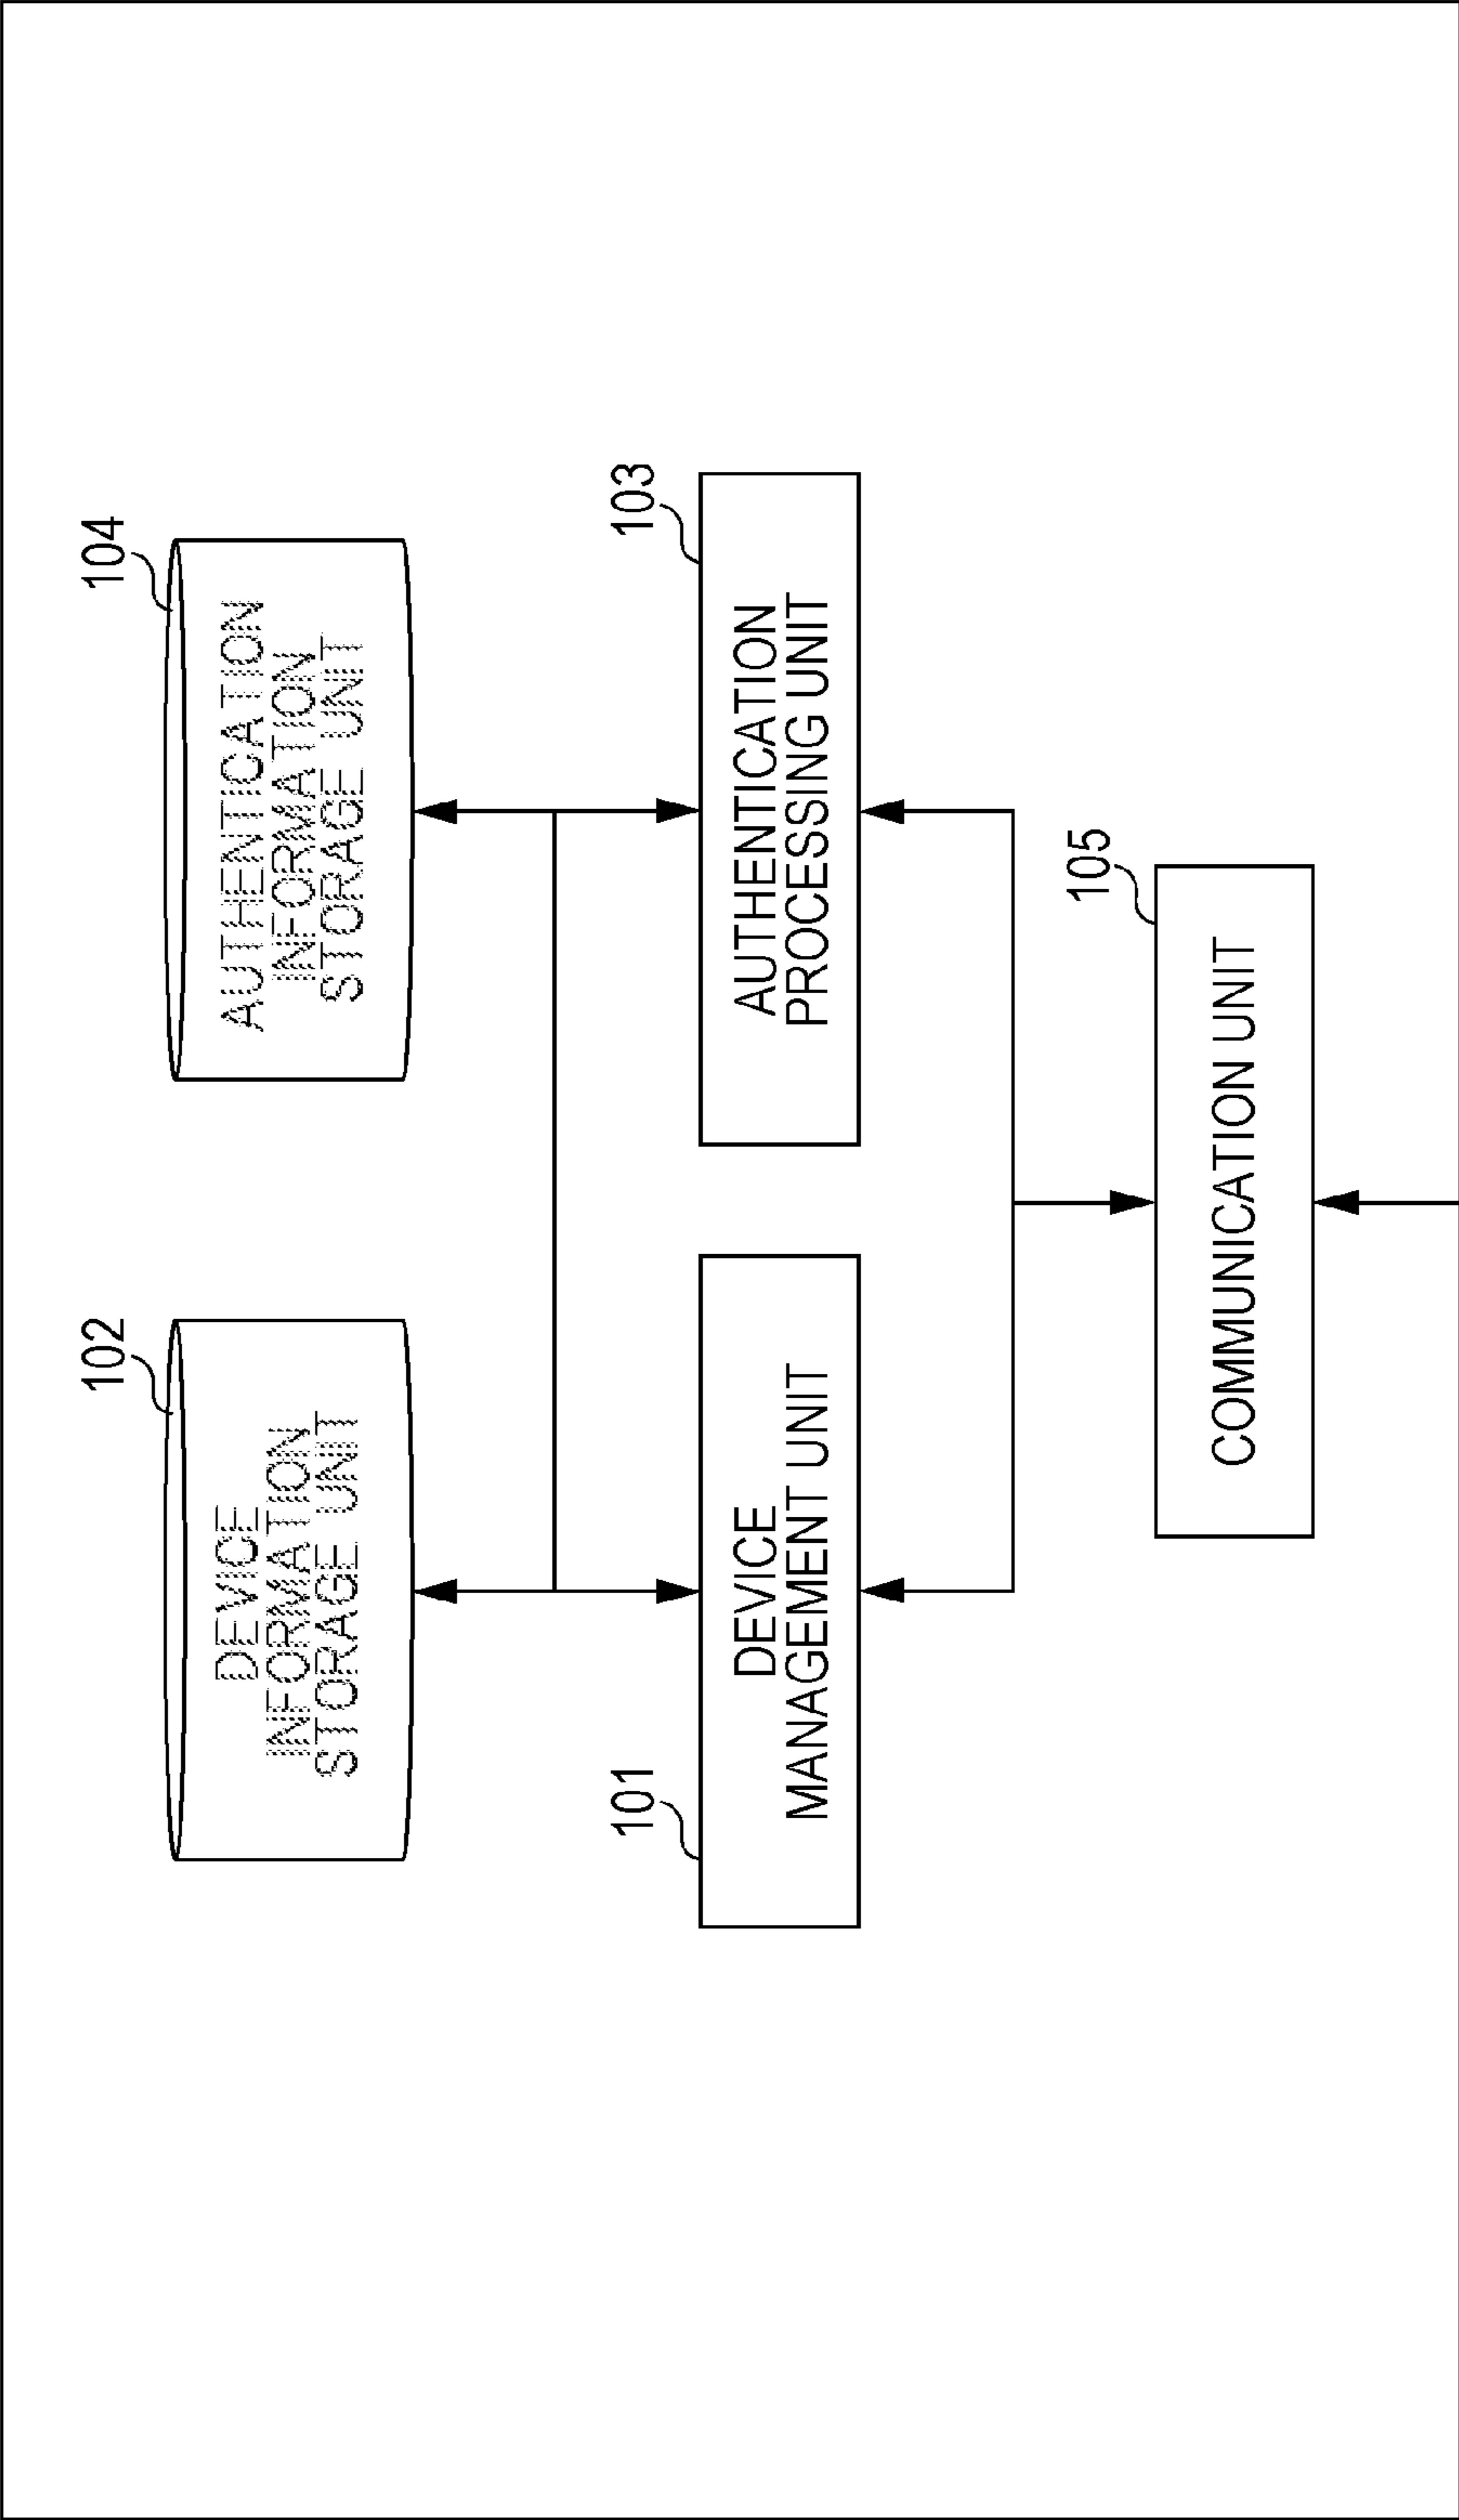 102
DEVICE
INFORMATION
STORAGE UNIT
104
AUTHENTICATION
INFORMATION
STORAGE UNIT
101
DEVICE
MANAGEMENT UNIT
103
AUTHENTICATION
PROCESSING UNIT
105
COMMUNICATION UNIT